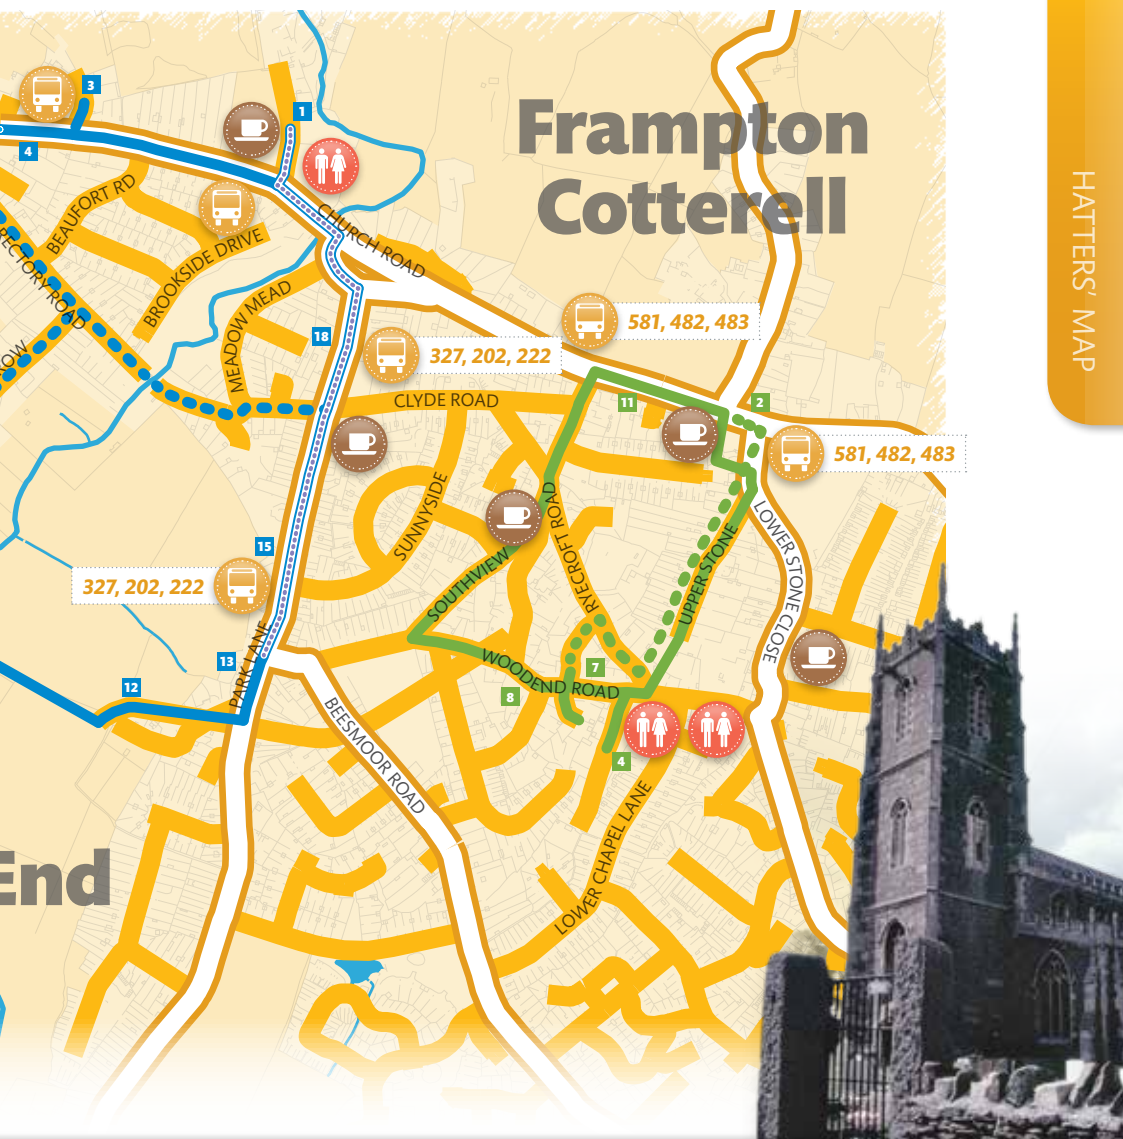 Frampton
Cotterell
HATTERS' MAP
3
1
4
BEAUFORT RD
BROOKSIDE DRIVE
CHURCH ROAD
RECTORY ROAD
MEADOW MEAD
18
581, 482, 483
327, 202, 222
CLYDE ROAD
11
2
581, 482, 483
SUNNYSIDE
RYECROFT ROAD
SOUTHVIEW
UPPER STONE
LOWER STONE CLOSE
15
327, 202, 222
13
PARK LANE
12
WOODEND ROAD
7
8
4
BEESMOOR ROAD
LOWER CHAPEL LANE
End